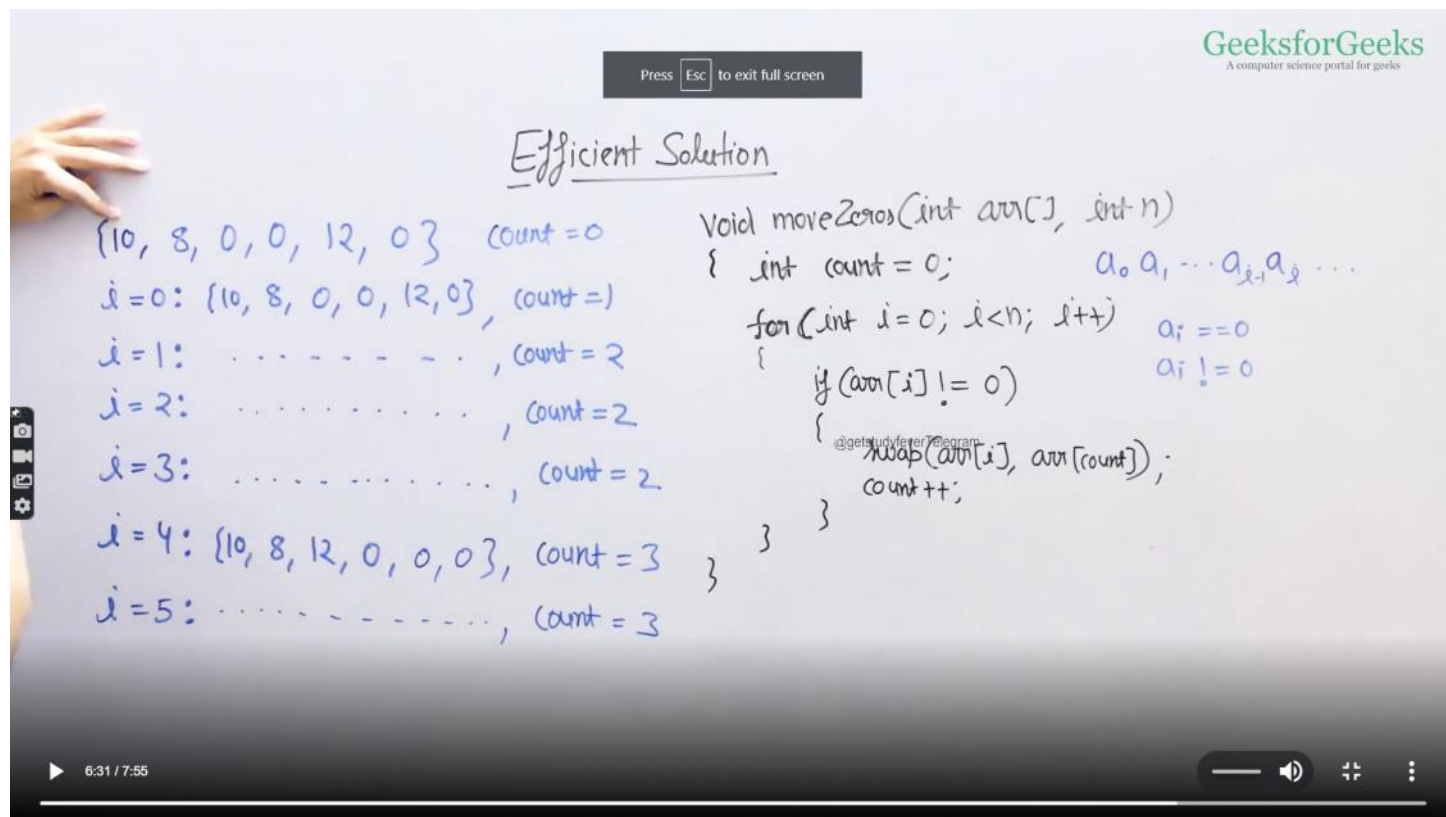 GeeksforGeeks
A computer science portal for geeks
Press Esc to exit full screen
Efficient Solution
{10, 8, 0, 0, 12, 0} count = 0
i = 0: {10, 8, 0, 0, 12, 0}, count = 1
i = 1: . . . . . - - ., count = 2
i = 2: . . . . . . . . . ., count = 2
i = 3: . . . . . . . . . . ., count = 2
i = 4: {10, 8, 12, 0, 0, 0}, count = 3
i = 5: . . . . . - - - - - - . . ., count = 3
void moveZeros(int arr[], int n)
{ int count = 0;
for(int i = 0; i<n; i++)
{
if (arr[i] != 0)
{
@getstudyfeverTelegram
swap(arr[i], arr[count]);
count++;
}
}
}
a₀ a₁ ... aᵢ₋₁ aᵢ ...
aᵢ == 0
aᵢ != 0
6:31 / 7:55